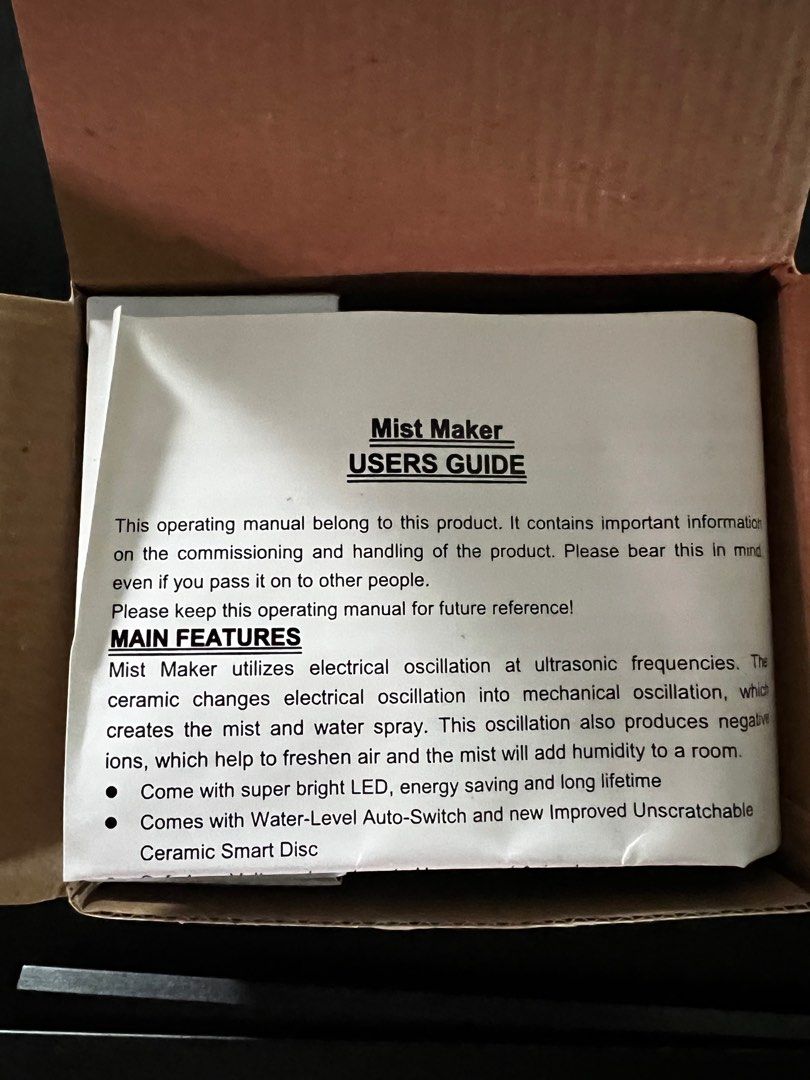 Mist Maker
USERS GUIDE
This operating manual belong to this product. It contains important information
on the commissioning and handling of the product. Please bear this in mind
even if you pass it on to other people.
Please keep this operating manual for future reference!
MAIN FEATURES
Mist Maker utilizes electrical oscillation at ultrasonic frequencies. The
ceramic changes electrical oscillation into mechanical oscillation, which
creates the mist and water spray. This oscillation also produces negative
ions, which help to freshen air and the mist will add humidity to a room.
● Come with super bright LED, energy saving and long lifetime
● Comes with Water-Level Auto-Switch and new Improved Unscratchable
Ceramic Smart Disc